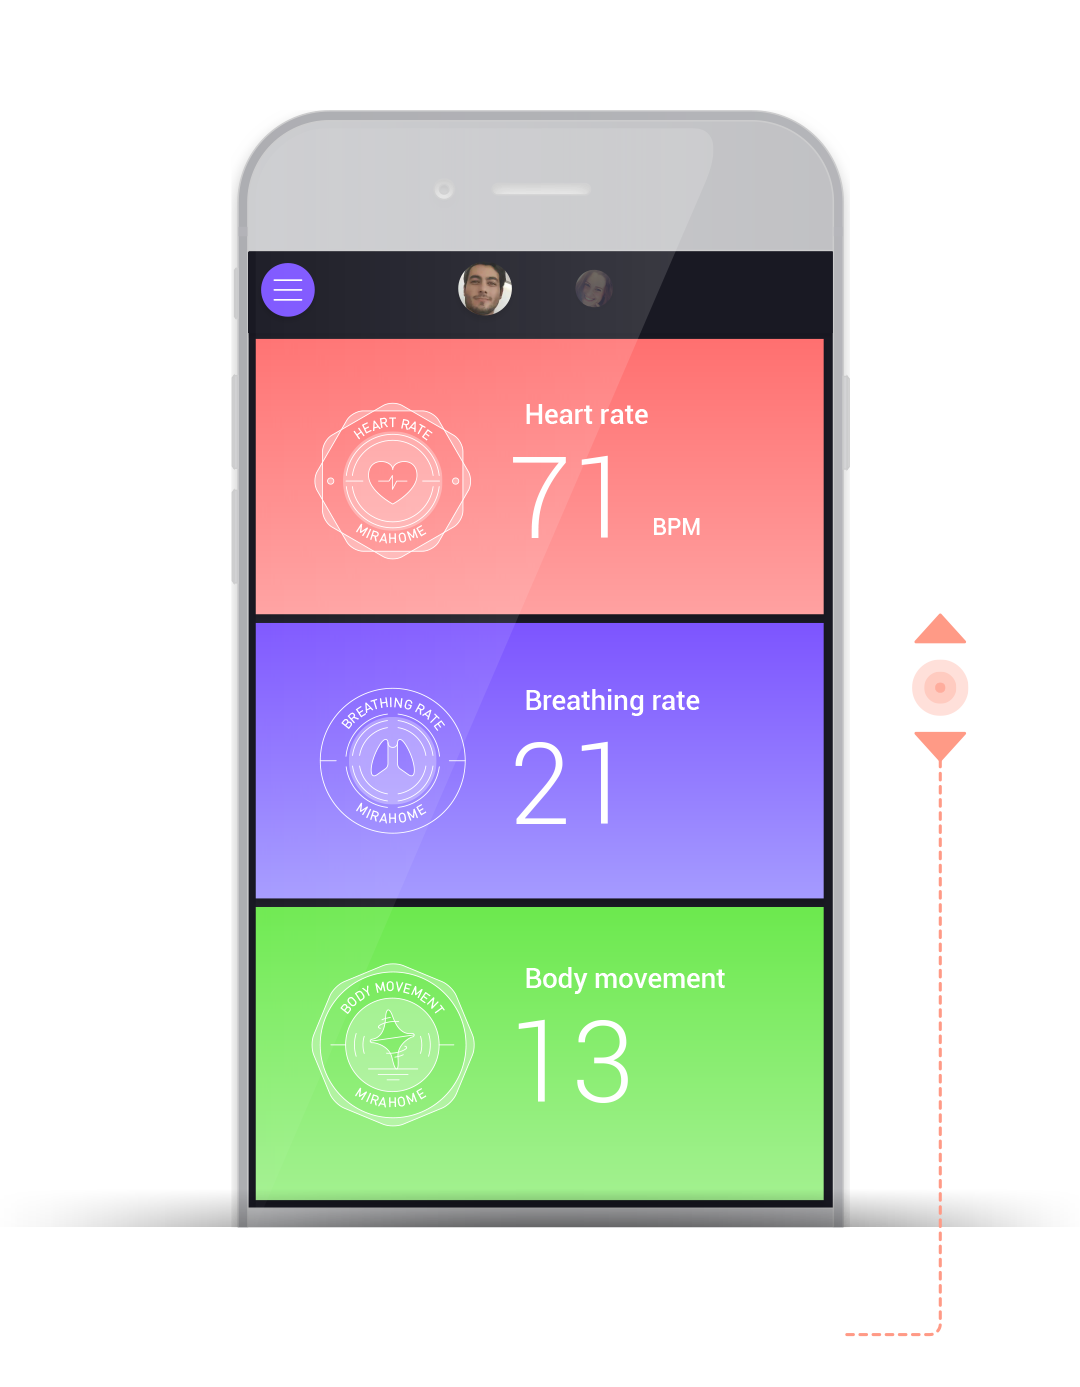 HEART RATE
MIRAHOME
Heart rate
71 BPM
BREATHING RATE
MIRAHOME
Breathing rate
21
BODY MOVEMENT
MIRAHOME
Body movement
13